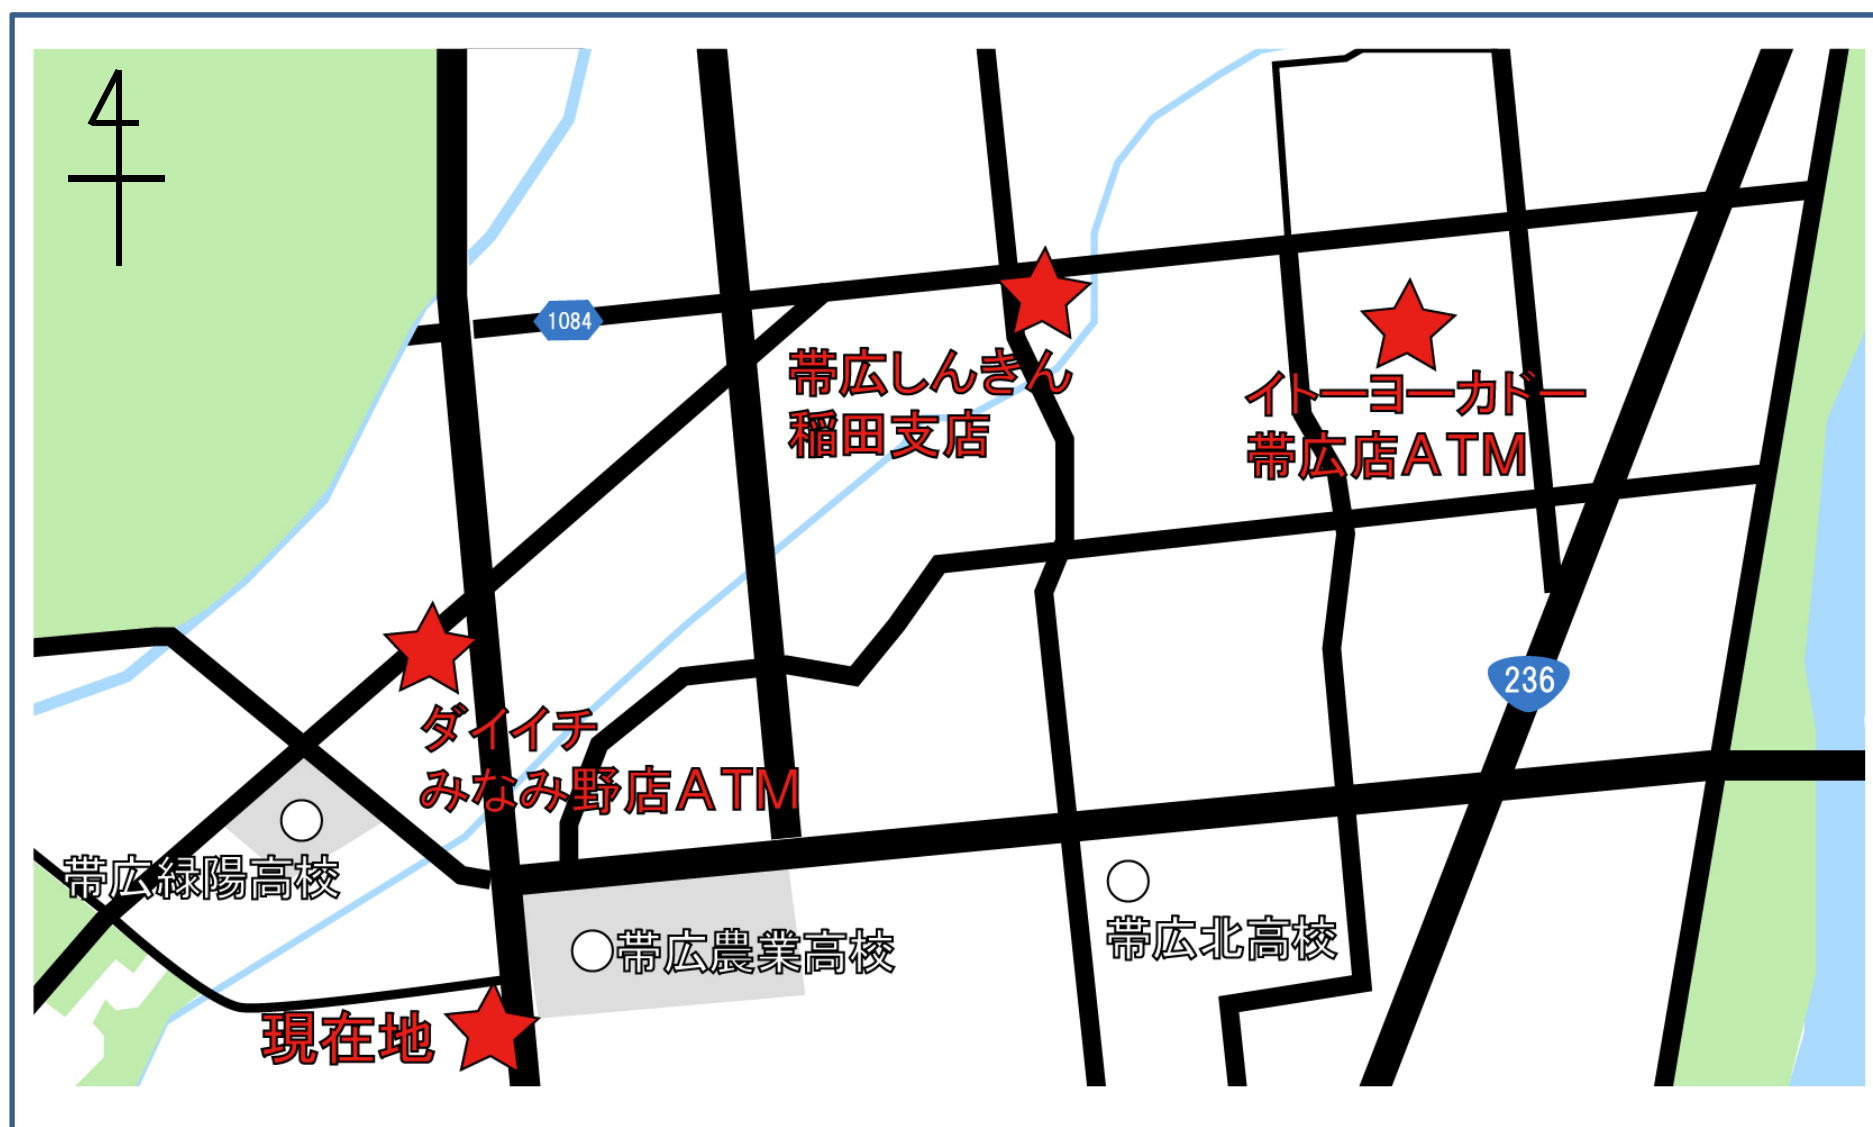 1084
帯広しんきん
稲田支店
イトーヨーカドー
帯広店ATM
236
ダイイチ
みなみ野店ATM
帯広緑陽高校
帯広農業高校
帯広北高校
現在地